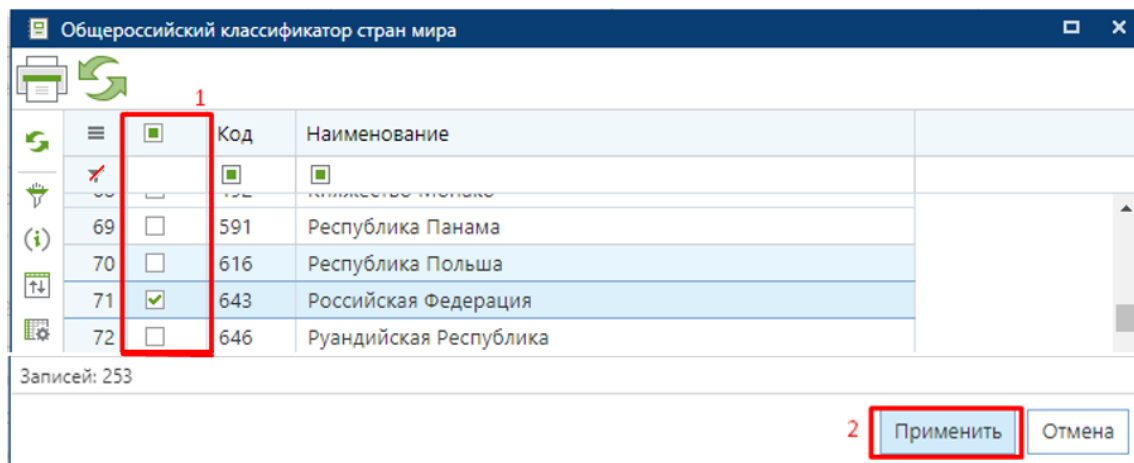 Общероссийский классификатор стран мира
1
Код Наименование
69 591 Республика Панама
70 616 Республика Польша
71 643 Российская Федерация
72 646 Руандийская Республика
Записей: 253
2 Применить Отмена